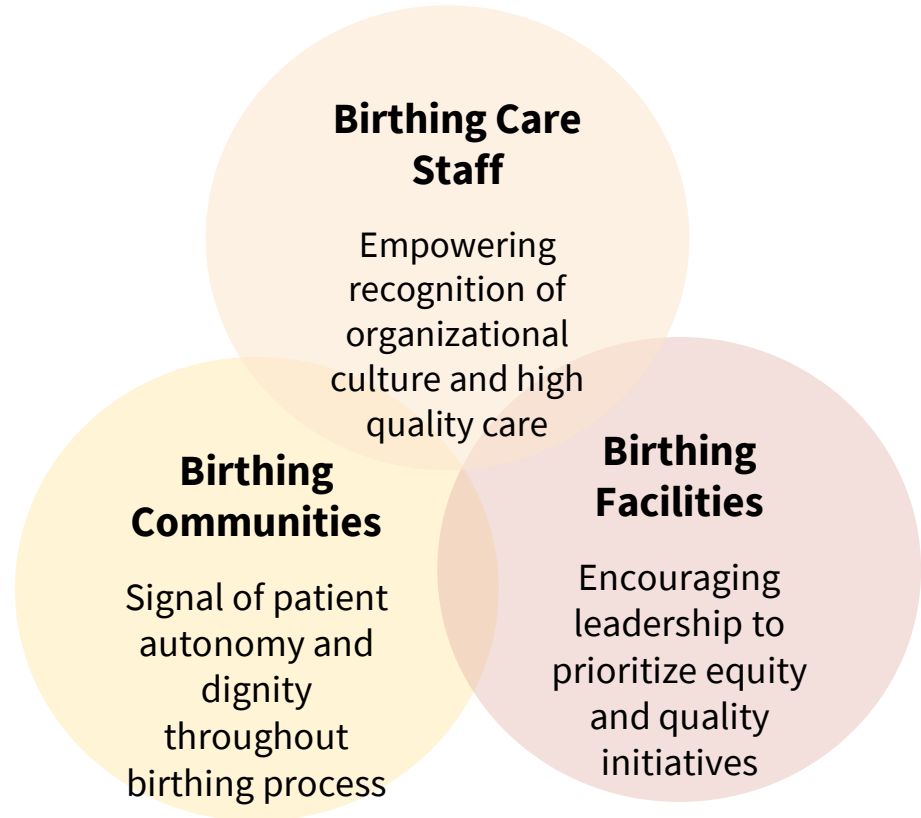 Birthing Care
Staff
Empowering
recognition of
organizational
culture and high
quality care
Birthing
Communities
Signal of patient
autonomy and
dignity
throughout
birthing process
Birthing
Facilities
Encouraging
leadership to
prioritize equity
and quality
initiatives